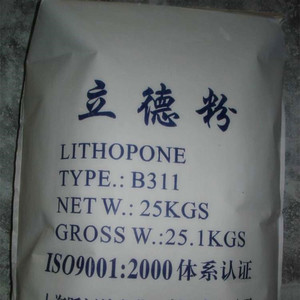 立德粉
LITHOPONE
TYPE.: B311
NET W.: 25KGS
GROSS W.:25.1KGS
ISO9001:2000 体系认证